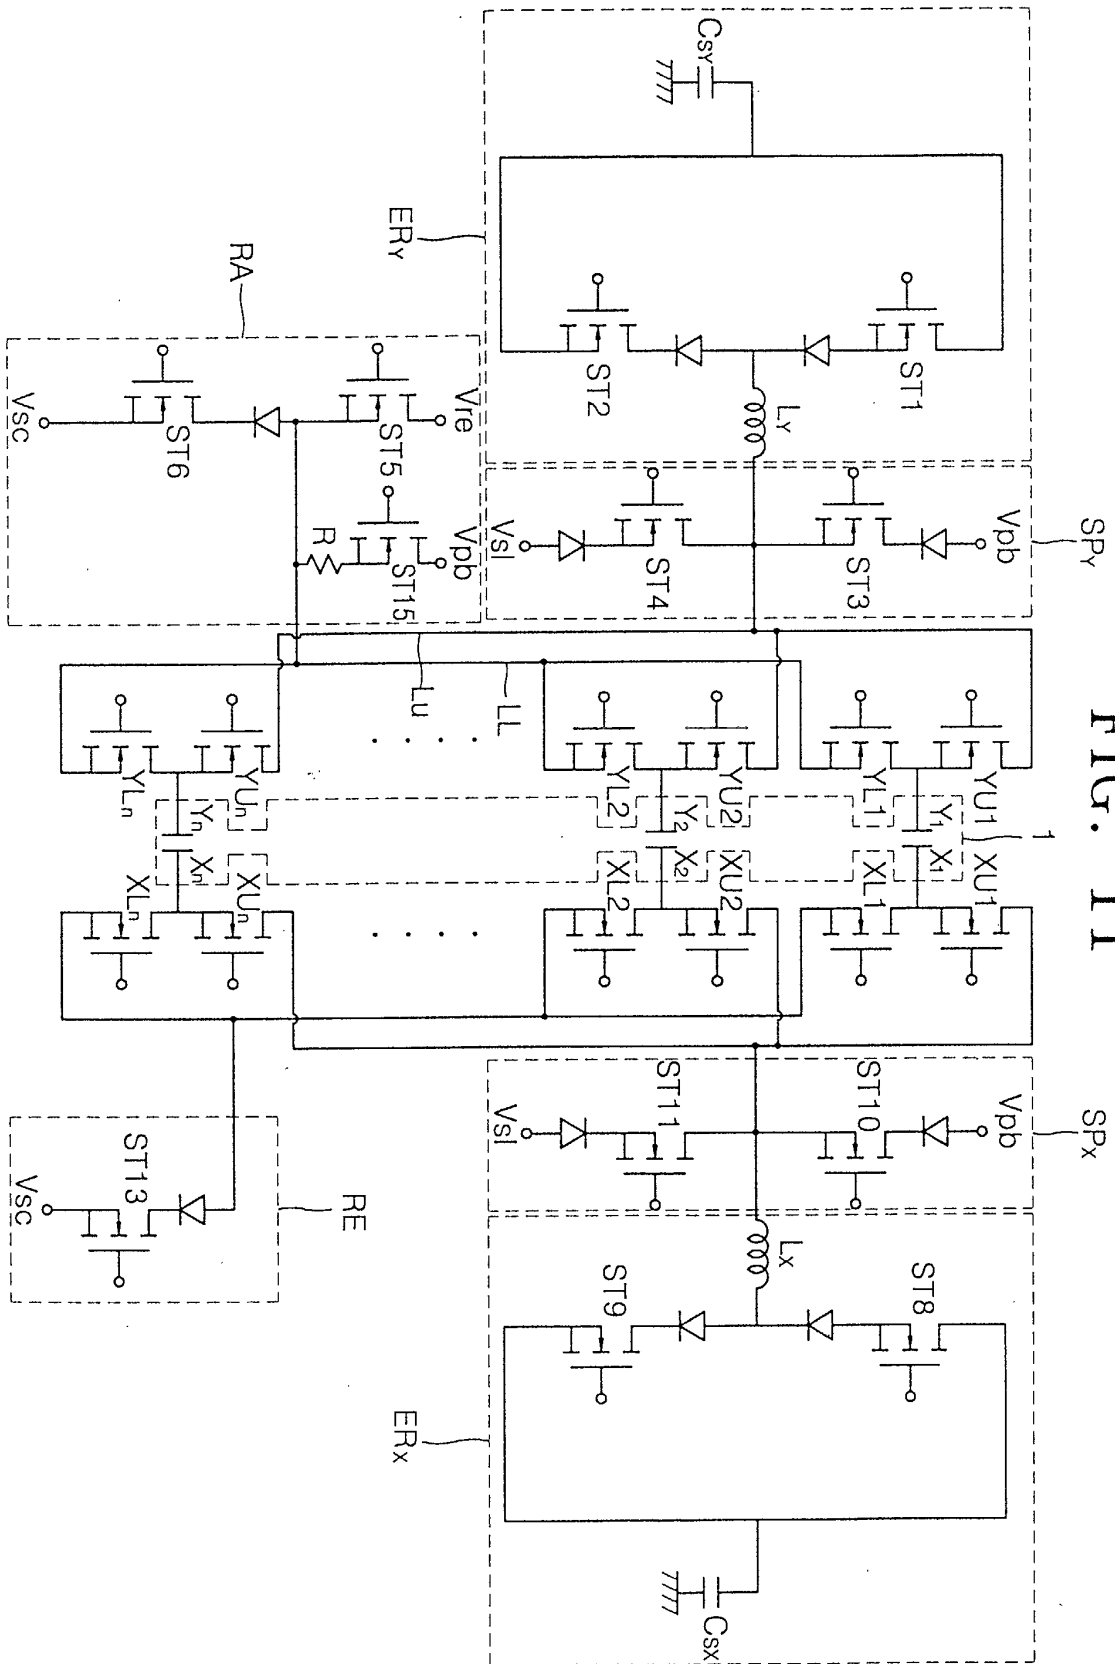 FIG. 11
CSY
ERY
ST1
ST2
LY
SPY
Vpb
ST3
ST4
Vsl
RA
Vre
ST5
ST6
Vsc
Vpb
ST15
R
Lu
LL
YU1
YL1
YU2
YL2
YUn
YLn
1
Y1
X1
Y2
X2
Yn
Xn
XU1
XL1
XU2
XL2
XUn
XLn
SPX
Vpb
ST10
ST11
Vsl
RE
ST13
Vsc
LX
ST8
ST9
ERX
CSX